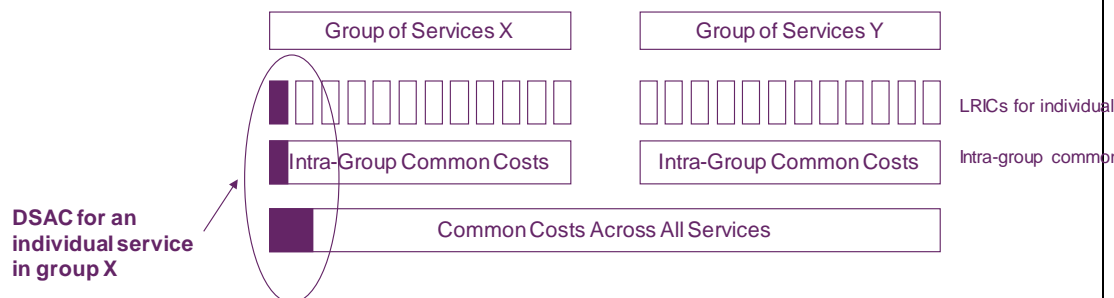 Group of Services X
Group of Services Y
LRICs for individual
Intra-Group Common Costs
Intra-Group Common Costs
Intra-group common
DSAC for an
individual service
in group X
Common Costs Across All Services